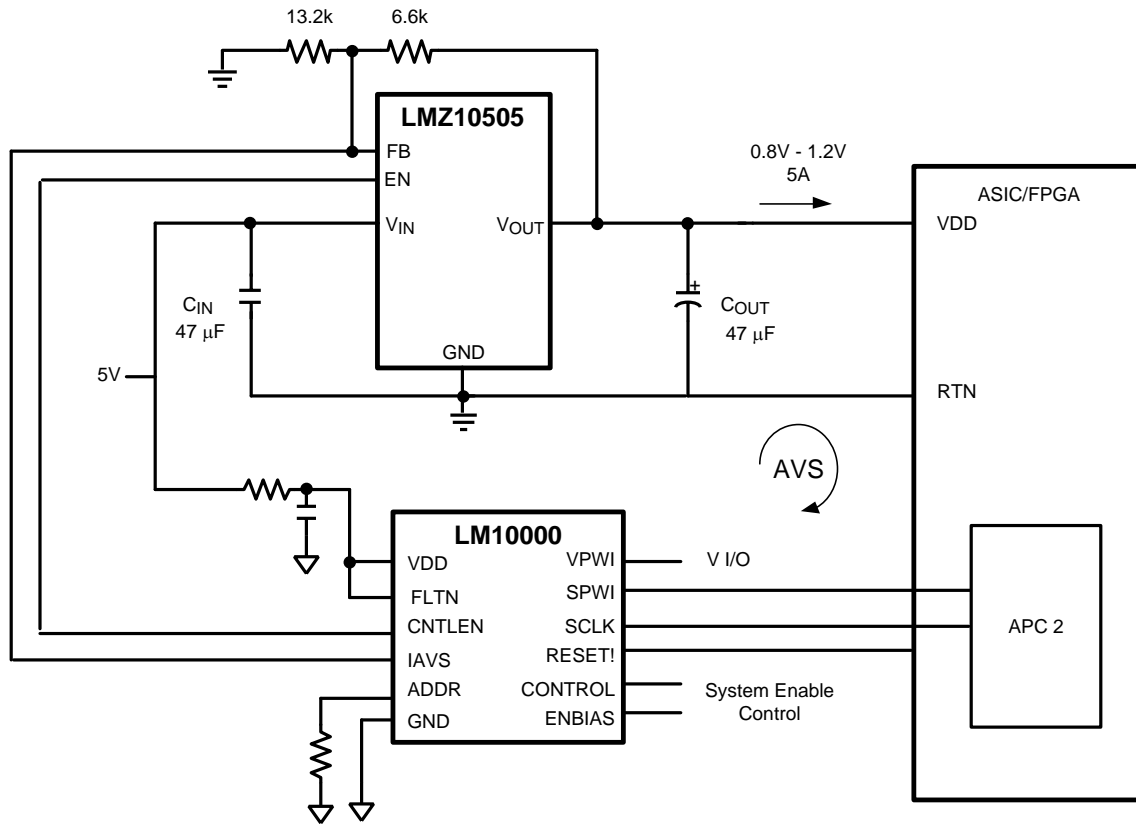 13.2k
6.6k
LMZ10505
FB
EN
VIN
VOUT
GND
0.8V - 1.2V
5A
ASIC/FPGA
VDD
RTN
CIN
47 μF
COUT
47 μF
5V
AVS
LM10000
VDD
FLTN
CNTLEN
IAVS
ADDR
GND
VPWI
SPWI
SCLK
RESET!
CONTROL
ENBIAS
V I/O
System Enable
Control
APC 2
+